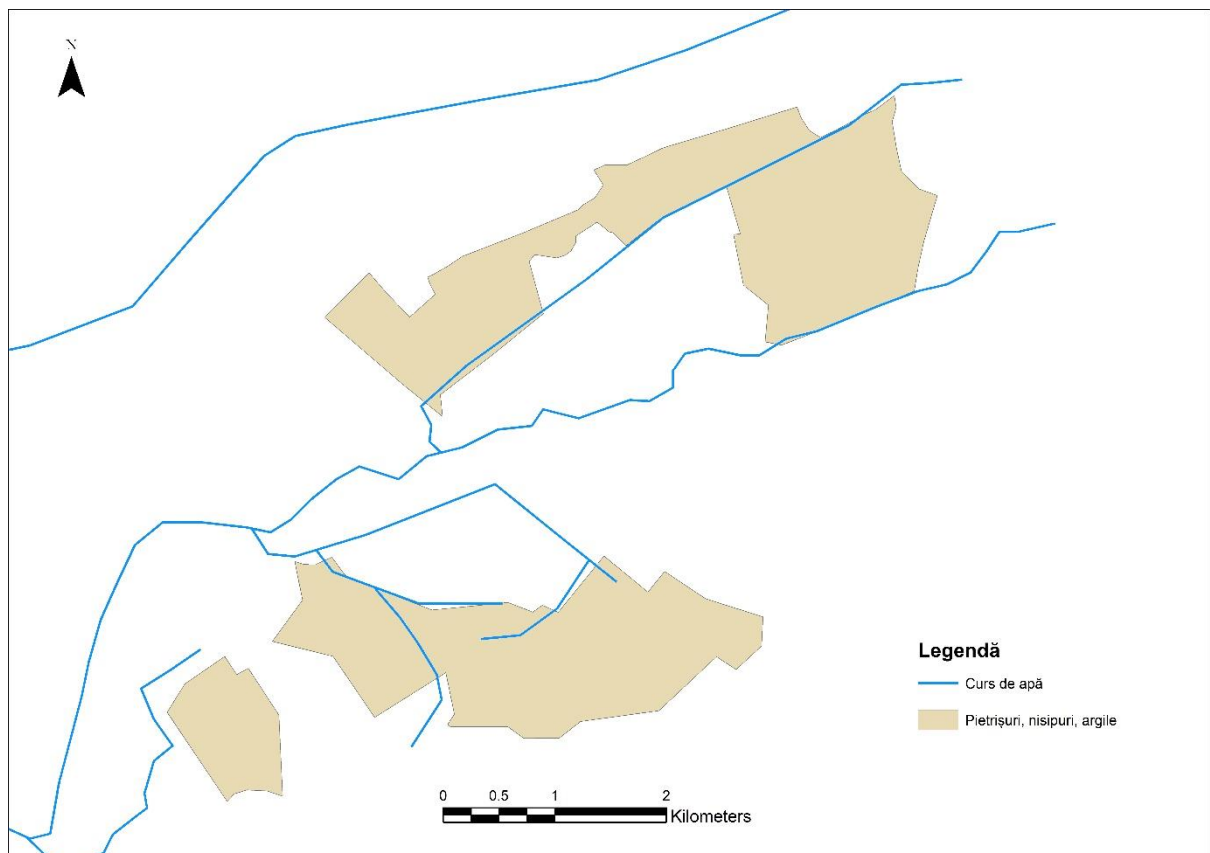 N
Legendă
Curs de apă
Pietrișuri, nisipuri, argile
0 0.5 1 2
Kilometers